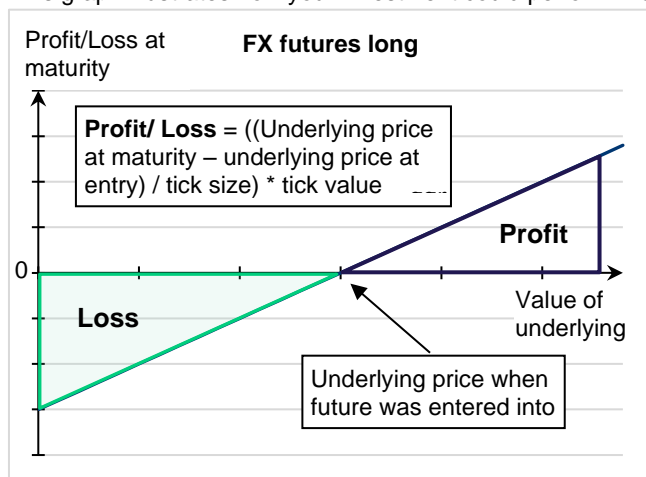 Profit/Loss at
maturity
FX futures long
Profit/ Loss = ((Underlying price
at maturity – underlying price at
entry) / tick size) * tick value
Profit
0
Value of
underlying
Loss
Underlying price when
future was entered into